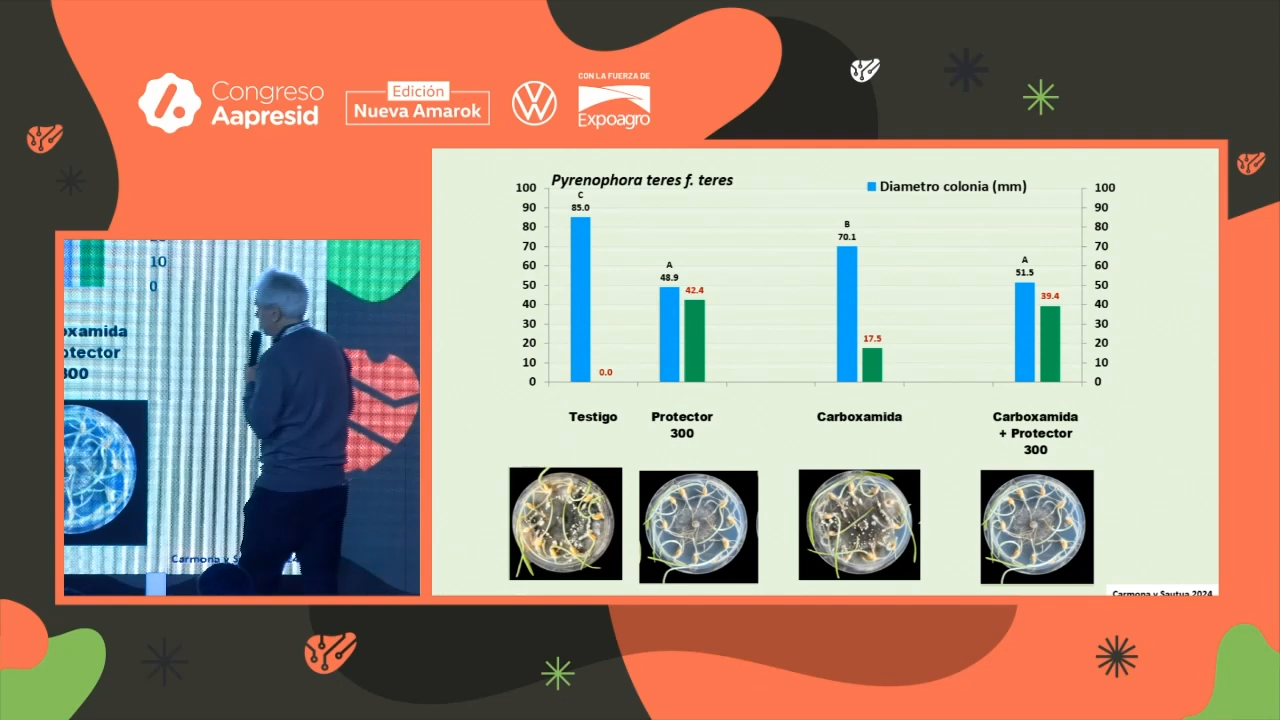 Congreso
Aapresid
Edición
Nueva Amarok
CON LA FUERZA DE
Expoagro
Pyrenophora teres f. teres
Diametro colonia (mm)
100
90
80
70
60
50
40
30
20
10
0
100
90
80
70
60
50
40
30
20
10
0
C
85.0
0.0
A
48.9
42.4
B
70.1
17.5
A
51.5
39.4
Testigo
Protector
300
Carboxamida
Carboxamida
+ Protector
300
Carmona y Sautua 2024
10
0
oxamida
otector
300
Carmona y S